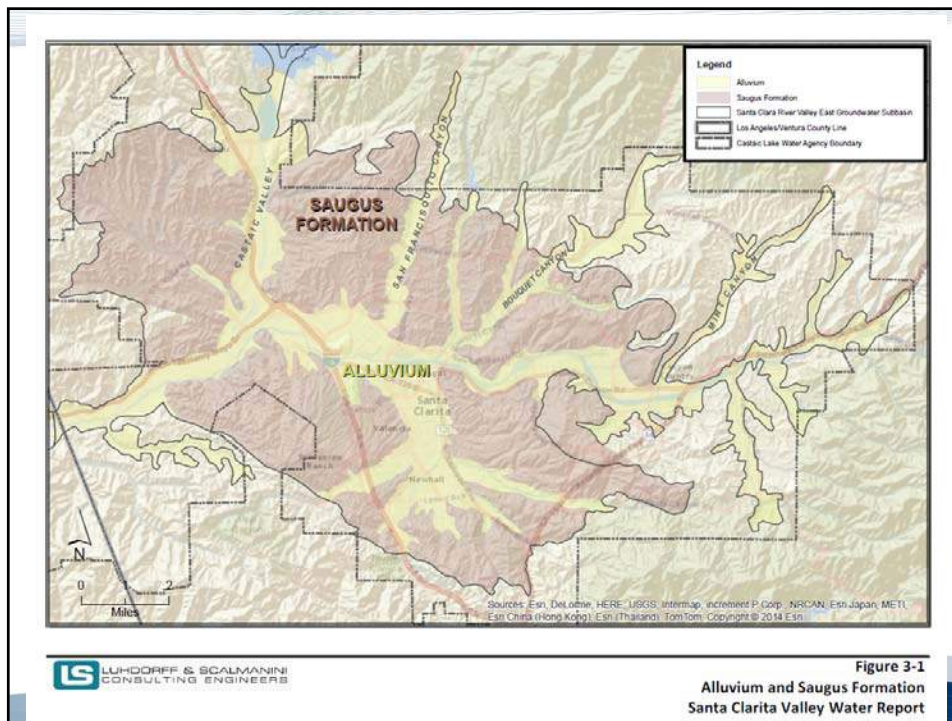 Legend
Alluvium
Saugus Formation
Santa Clara River Valley East Groundwater Subbasin
Los Angeles/Ventura County Line
Castaic Lake Water Agency Boundary
SAUGUS
FORMATION
CASTAIC VALLEY
SAN FRANCISQUITO CANYON
BOUQUET CANYON
MINT CANYON
ALLUVIUM
Santa
Clarita
Valencia
Newhall
N
0 1 2
Miles
Sources: Esri, DeLorme, HERE, USGS, Intermap, increment P Corp., NRCAN, Esri Japan, METI,
Esri China (Hong Kong), Esri (Thailand), TomTom, Copyright © 2014 Esri
LS LUHDORFF & SCALMANINI
CONSULTING ENGINEERS
Figure 3-1
Alluvium and Saugus Formation
Santa Clarita Valley Water Report